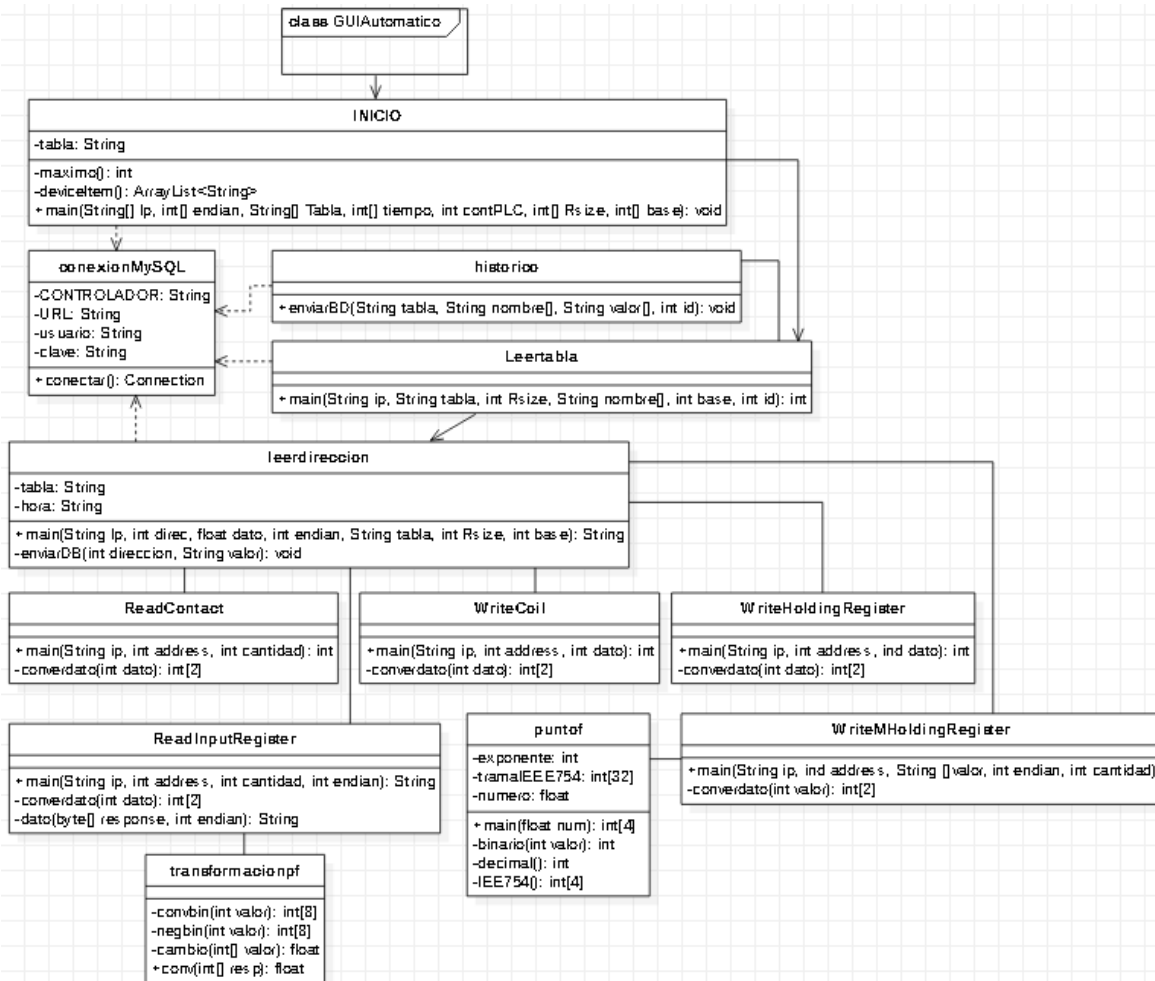 class GUIAutomatico
INICIO
-tabla: String
-maximo(): int
-deviceItem(): ArrayList<String>
+main(String[] Ip, int[] endian, String[] Tabla, int[] tiempo, int contPLC, int[] Rsize, int[] base): void
conexionMySQL
-CONTROLADOR: String
-URL: String
-usuario: String
-clave: String
+conectar(): Connection
historico
+enviarBD(String tabla, String nombre[], String valor[], int id): void
Leertabla
+main(String ip, String tabla, int Rsize, String nombre[], int base, int id): int
leerdireccion
-tabla: String
-hora: String
+main(String Ip, int direc, float dato, int endian, String tabla, int Rsize, int base): String
-enviarDB(int direccion, String valor): void
ReadContact
+main(String ip, int address, int cantidad): int
-converdato(int dato): int[2]
WriteCoil
+main(String ip, int address, int dato): int
-converdato(int dato): int[2]
WriteHoldingRegister
+main(String ip, int address, ind dato): int
-converdato(int dato): int[2]
ReadInputRegister
+main(String ip, int address, int cantidad, int endian): String
-converdato(int dato): int[2]
-dato(byte[] response, int endian): String
puntof
-exponente: int
-tramaIEEE754: int[32]
-numero: float
+main(float num): int[4]
-binario(int valor): int
-decimal(): int
-IEE754(): int[4]
WriteMHoldingRegister
+main(String ip, ind address, String []valor, int endian, int cantidad)
-converdato(int valor): int[2]
transformacionpf
-convbin(int valor): int[8]
-negbin(int valor): int[8]
-cambio(int[] valor): float
+conv(int[] resp): float